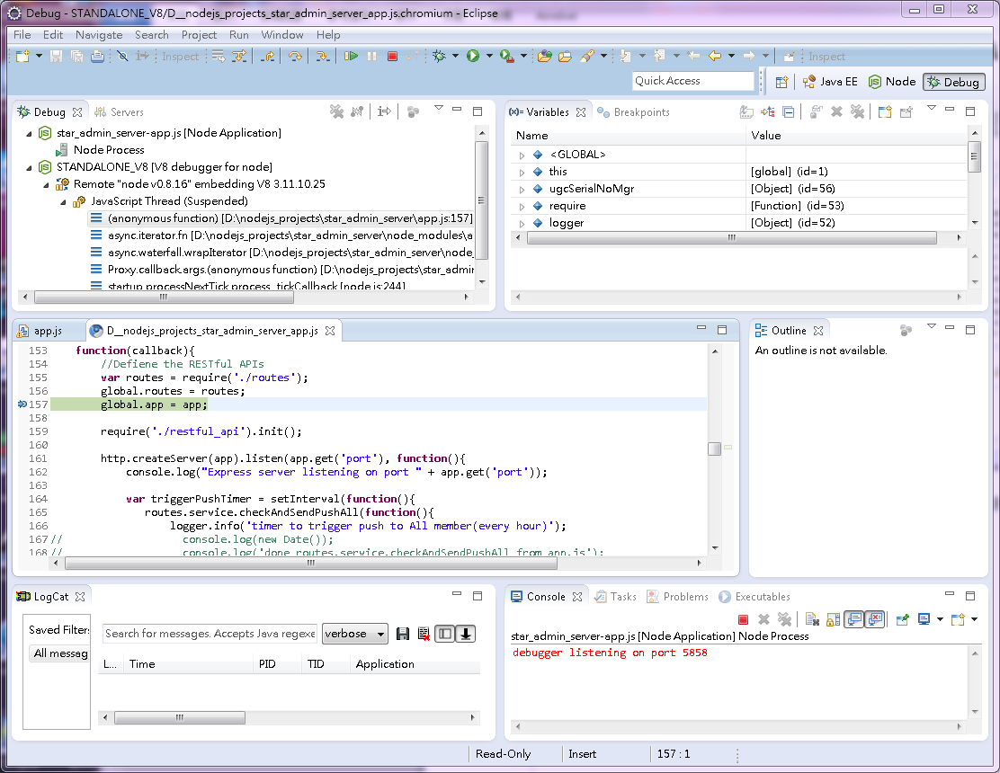 Debug - STANDALONE_V8/D__nodejs_projects_star_admin_server_app.js.chromium - Eclipse
File Edit Navigate Search Project Run Window Help
Inspect Inspect
Quick Access Java EE Node Debug
Debug Servers
star_admin_server-app.js [Node Application]
Node Process
STANDALONE_V8 [V8 debugger for node]
Remote "node v0.8.16" embedding V8 3.11.10.25
JavaScript Thread (Suspended)
(anonymous function) [D:\nodejs_projects\star_admin_server\app.js:157]
async.iterator.fn [D:\nodejs_projects\star_admin_server\node_modules\a
async.waterfall.wrapIterator [D:\nodejs_projects\star_admin_server\node_
Proxy.callback.args.(anonymous function) [D:\nodejs_projects\star_admin
startup.processNextTick.process._tickCallback [node.js:244]
Variables Breakpoints
Name Value
<GLOBAL>
this [global] (id=1)
ugcSerialNoMgr [Object] (id=56)
require [Function] (id=53)
logger [Object] (id=52)
app.js D__nodejs_projects_star_admin_server_app.js
153 function(callback){
154 //Defiene the RESTful APIs
155 var routes = require('./routes');
156 global.routes = routes;
157 global.app = app;
158
159 require('./restful_api').init();
160
161 http.createServer(app).listen(app.get('port'), function(){
162 console.log("Express server listening on port " + app.get('port'));
163
164 var triggerPushTimer = setInterval(function(){
165 routes.service.checkAndSendPushAll(function(){
166 logger.info('timer to trigger push to All member(every hour)');
167 // console.log(new Date());
168 // console.log('done routes.service.checkAndSendPushAll from app.js');
Outline
An outline is not available.
LogCat
Saved Filters
All messag
Search for messages. Accepts Java regexe verbose
L... Time PID TID Application
Console Tasks Problems Executables
star_admin_server-app.js [Node Application] Node Process
debugger listening on port 5858
Read-Only Insert 157 : 1